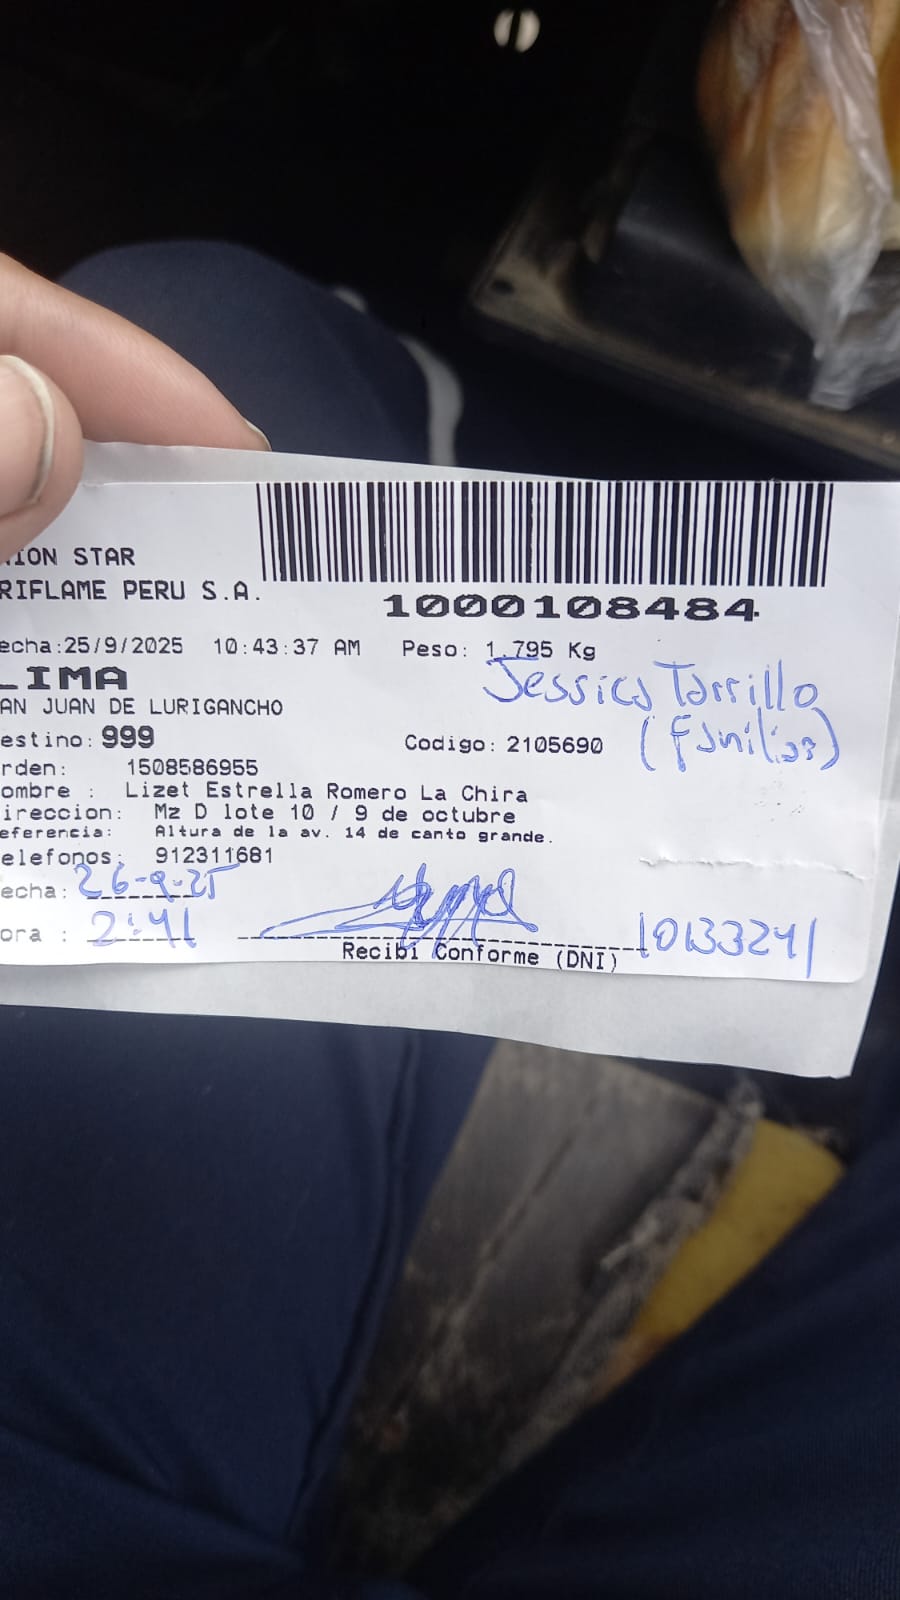 ION STAR
RIFLAME PERU S.A.
1000108484
echa:25/9/2025 10:43:37 AM Peso: 1.795 Kg
LIMA
Jessica Torrillo
AN JUAN DE LURIGANCHO
estino: 999 Codigo: 2105690 (Familiar)
rden: 1508586955
ombre : Lizet Estrella Romero La Chira
ireccion: Mz D lote 10 / 9 de octubre
eferencia: Altura de la av. 14 de canto grande.
elefonos: 912311681
echa: 26-9-25
ora : 2:41 10133241
Recibi Conforme (DNI)